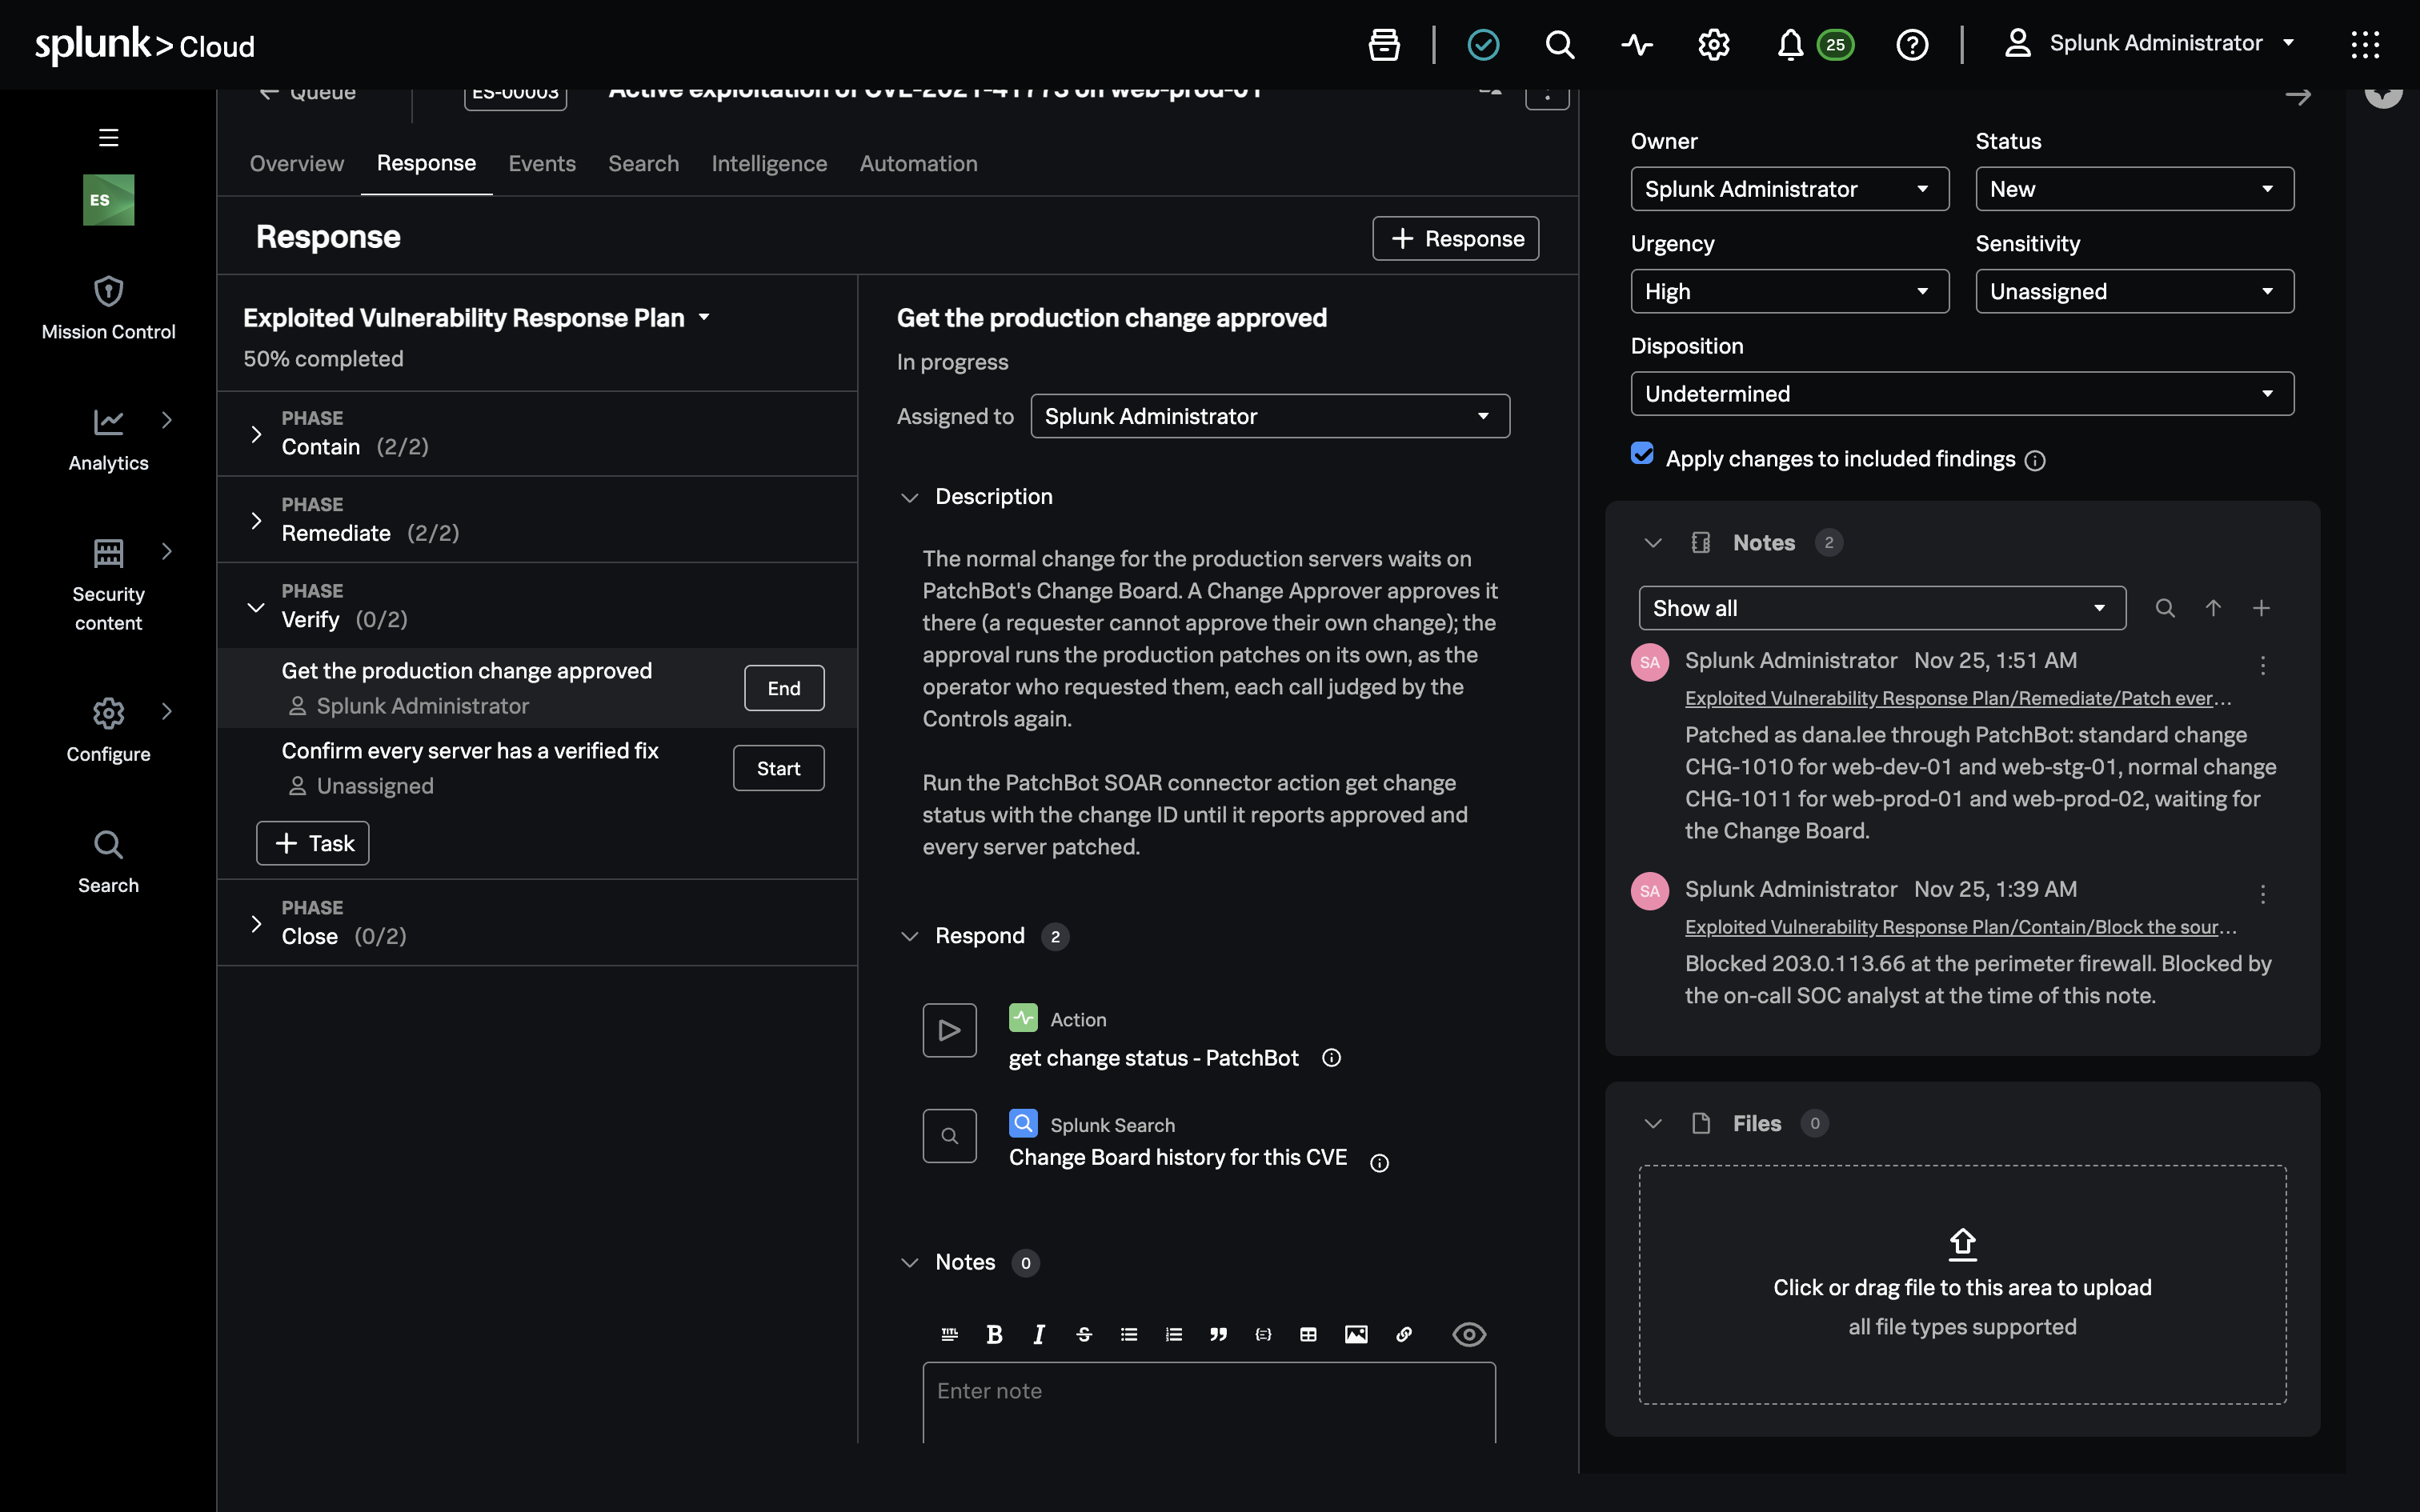 splunk>Cloud
25
Splunk Administrator
Queue
ES-00003
Active exploitation of CVE-2021-41773 on web-prod-01
ES
Mission Control
Analytics
Security
content
Configure
Search
Overview
Response
Events
Search
Intelligence
Automation
Response
Response
Exploited Vulnerability Response Plan
50% completed
PHASE
Contain (2/2)
PHASE
Remediate (2/2)
PHASE
Verify (0/2)
Get the production change approved
Splunk Administrator
End
Confirm every server has a verified fix
Unassigned
Start
Task
PHASE
Close (0/2)
Get the production change approved
In progress
Assigned to
Splunk Administrator
Description
The normal change for the production servers waits on
PatchBot's Change Board. A Change Approver approves it
there (a requester cannot approve their own change); the
approval runs the production patches on its own, as the
operator who requested them, each call judged by the
Controls again.
Run the PatchBot SOAR connector action get change
status with the change ID until it reports approved and
every server patched.
Respond 2
Action
get change status - PatchBot
Splunk Search
Change Board history for this CVE
Notes 0
TITL
B I S
Enter note
Owner
Splunk Administrator
Status
New
Urgency
High
Sensitivity
Unassigned
Disposition
Undetermined
Apply changes to included findings
Notes 2
Show all
SA
Splunk Administrator Nov 25, 1:51 AM
Exploited Vulnerability Response Plan/Remediate/Patch ever...
Patched as dana.lee through PatchBot: standard change
CHG-1010 for web-dev-01 and web-stg-01, normal change
CHG-1011 for web-prod-01 and web-prod-02, waiting for
the Change Board.
SA
Splunk Administrator Nov 25, 1:39 AM
Exploited Vulnerability Response Plan/Contain/Block the sour...
Blocked 203.0.113.66 at the perimeter firewall. Blocked by
the on-call SOC analyst at the time of this note.
Files 0
Click or drag file to this area to upload
all file types supported